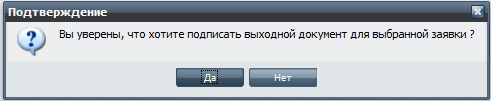 Подтверждение
Вы уверены, что хотите подписать выходной документ для выбранной заявки ?
Да
Нет